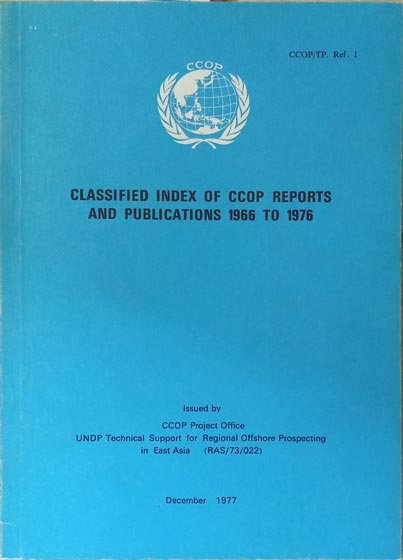 CCOP/TP. Ref. 1
CCOP
CLASSIFIED INDEX OF CCOP REPORTS
AND PUBLICATIONS 1966 TO 1976
Issued by
CCOP Project Office
UNDP Technical Support for Regional Offshore Prospecting
in East Asia (RAS/73/022)
December 1977